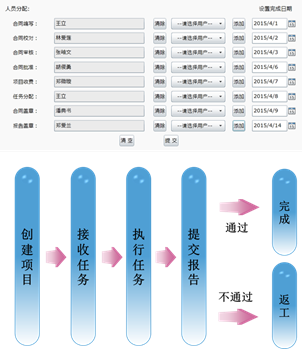 人员分配： 设置完成日期
合同编写： 王立 清除 --请选择用户-- 添加 2015/4/1
合同校对： 林爱强 清除 --请选择用户-- 添加 2015/4/2
合同审核： 张晓文 清除 --请选择用户-- 添加 2015/4/3
合同批准： 胡俊勇 清除 --请选择用户-- 添加 2015/4/6
项目收费： 清除 --请选择用户-- 添加 2015/4/7
任务分配： 王立 清除 --请选择用户-- 添加 2015/4/8
合同盖章： 清除 --请选择用户-- 添加 2015/4/9
报告盖章： 邓爱兰 清除 --请选择用户-- 添加 2015/4/14
清 空 提 交
创建项目
接收任务
执行任务
提交报告
通过
完成
不通过
返工